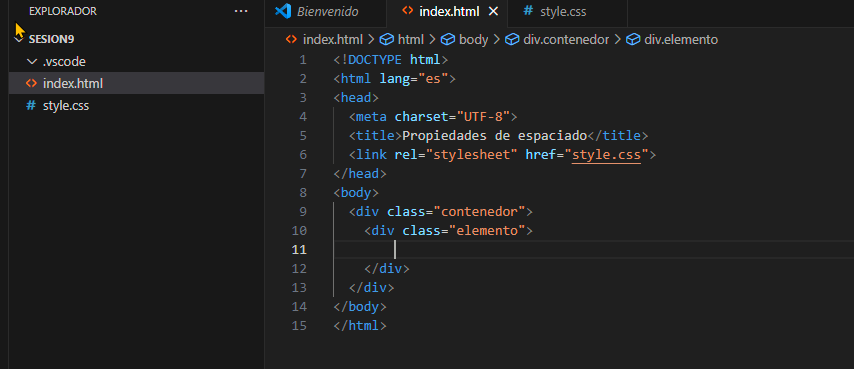 EXPLORADOR ···
SESION9
.vscode
index.html
style.css
Bienvenido index.html style.css
index.html > html > body > div.contenedor > div.elemento
1 <!DOCTYPE html>
2 <html lang="es">
3 <head>
4 <meta charset="UTF-8">
5 <title>Propiedades de espaciado</title>
6 <link rel="stylesheet" href="style.css">
7 </head>
8 <body>
9 <div class="contenedor">
10 <div class="elemento">
11
12 </div>
13 </div>
14 </body>
15 </html>